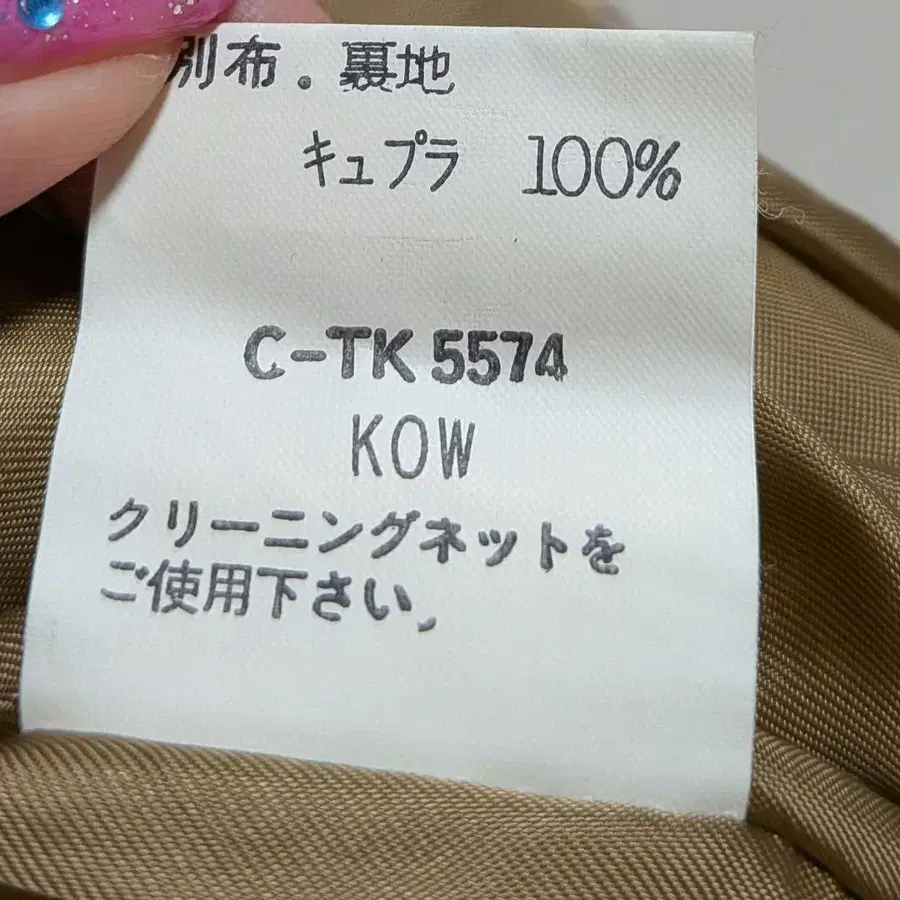 別布.裏地
キュプラ 100%
C-TK 5574
KOW
クリーニングネットを
ご使用下さい.